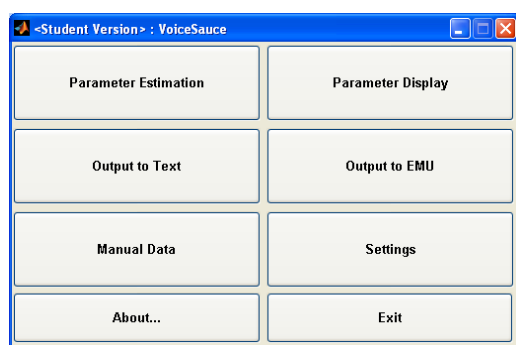 <Student Version> : VoiceSauce
Parameter Estimation
Parameter Display
Output to Text
Output to EMU
Manual Data
Settings
About...
Exit